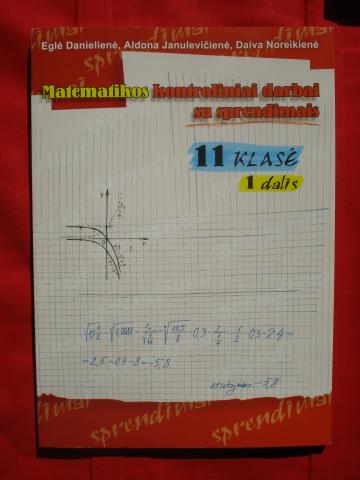 Eglė Danielienė, Aldona Janulevičienė, Daiva Noreikienė
Matematikos kontroliniai darbai
su sprendimais
11 KLASĖ
1 dalis
= 2,5 - 0,3 - 8 = -5,8
atsakymas: -5,8
sprendimai